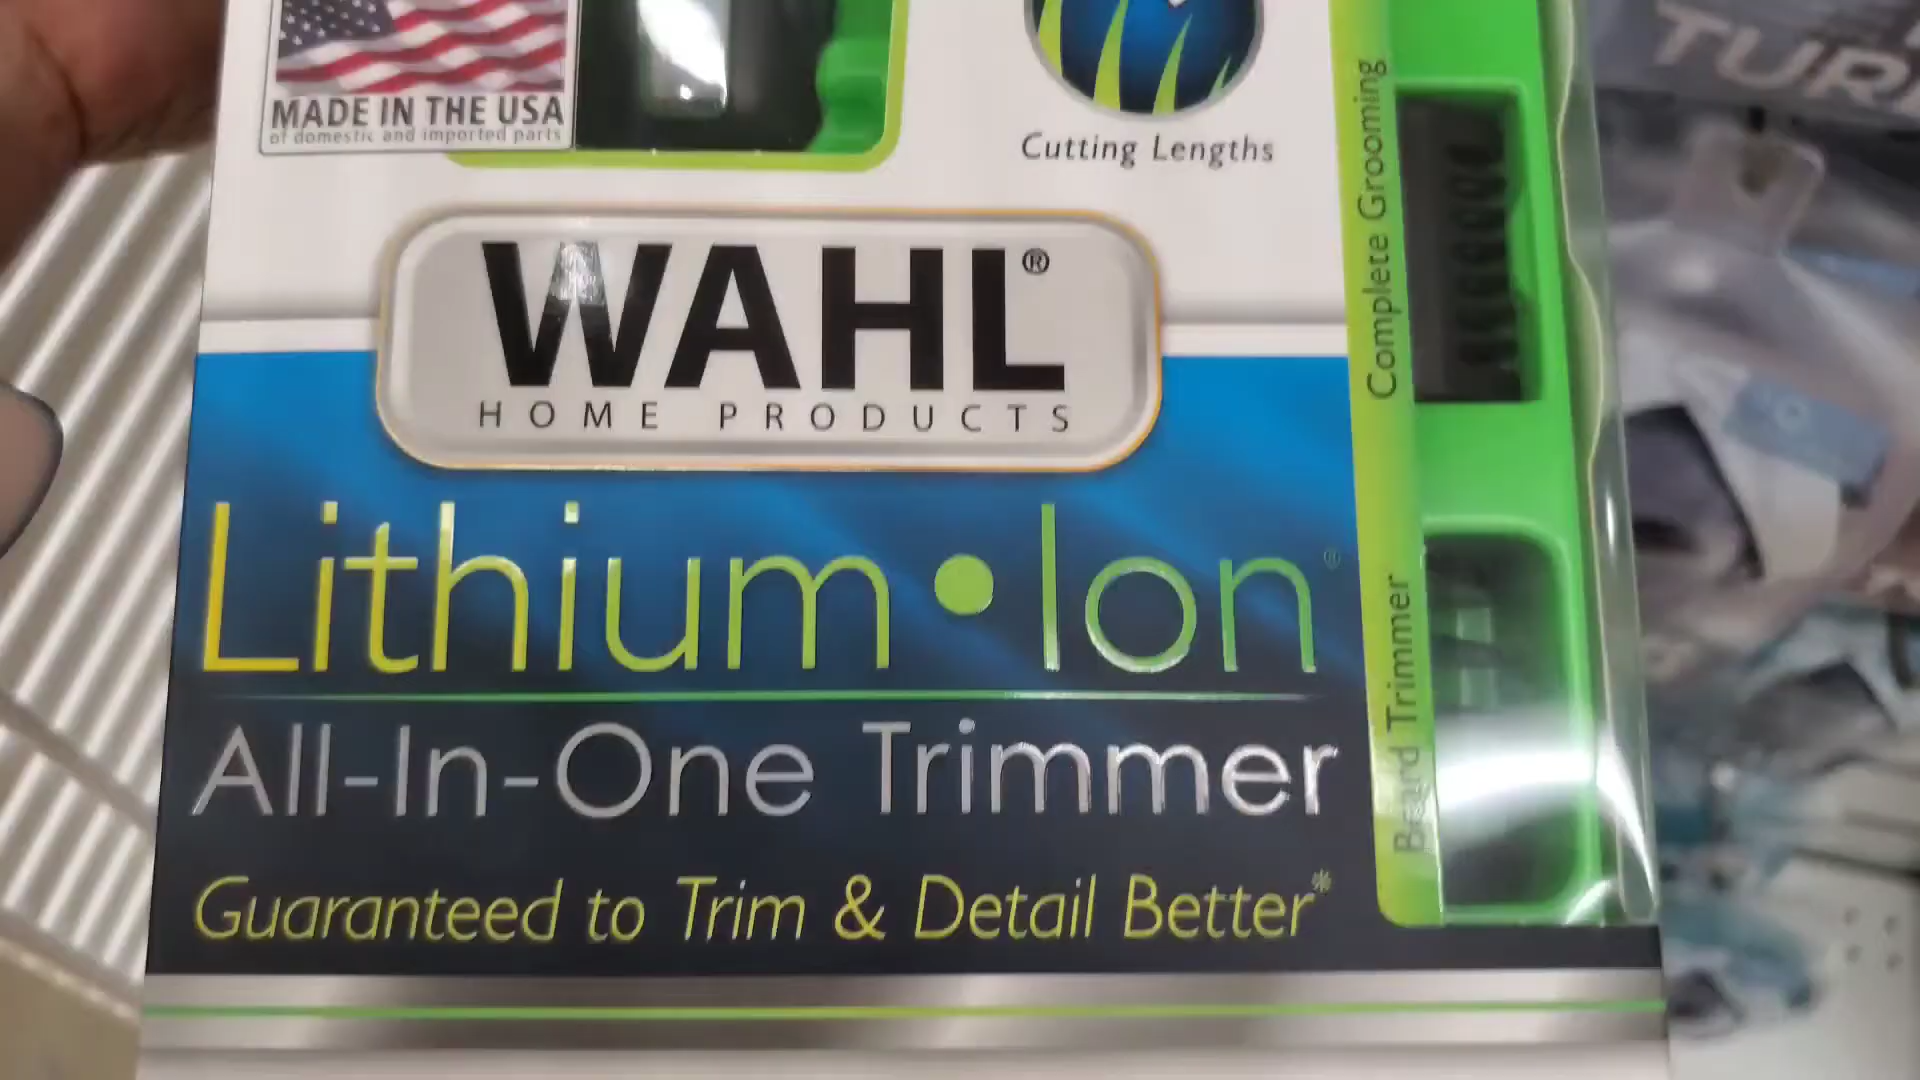 MADE IN THE USA
of domestic and imported parts
Cutting Lengths
WAHL®
HOME PRODUCTS
Lithium•Ion®
All-In-One Trimmer
Guaranteed to Trim & Detail Better*
Complete Grooming
Beard Trimmer